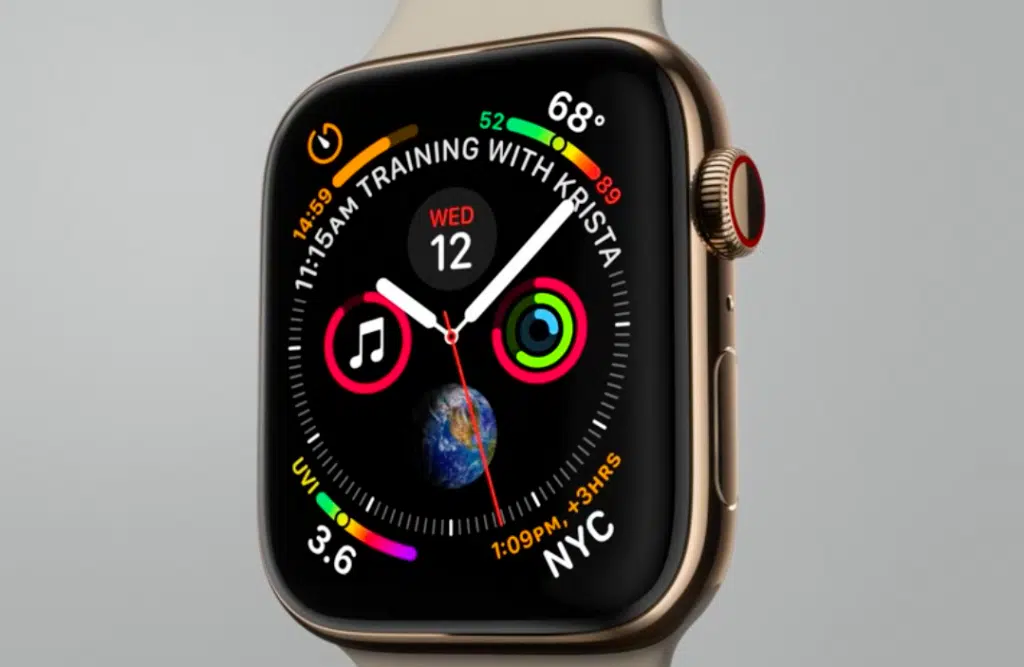 68°
52
89
14:59
11:15AM TRAINING WITH KRISTA
WED
12
UVI
3.6
1:09PM, +3HRS
NYC